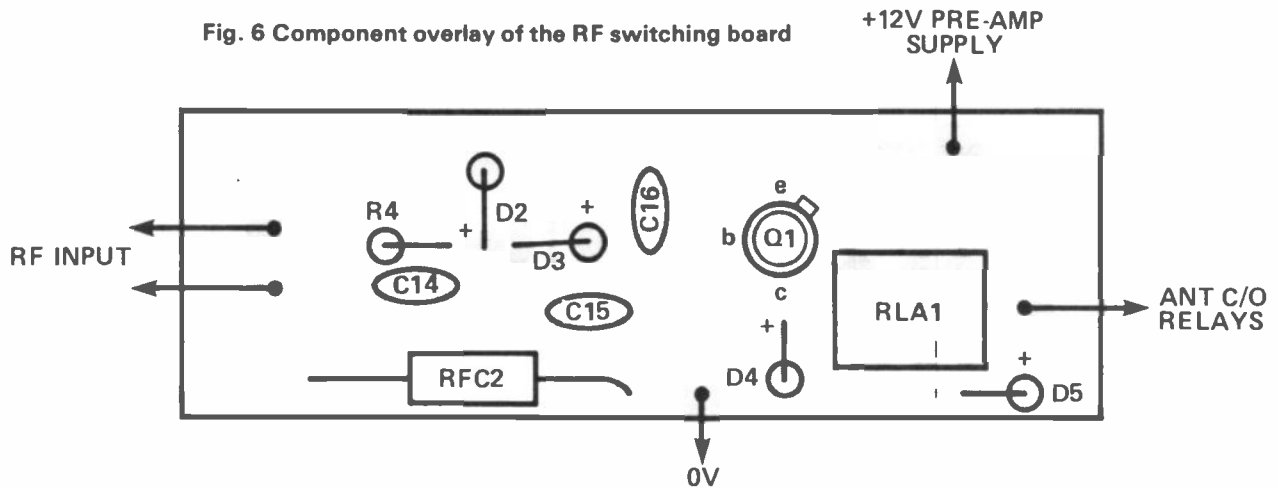 Fig. 6 Component overlay of the RF switching board
+12V PRE-AMP
SUPPLY
RF INPUT
R4
+
D2
+
D3
C14
C15
C16
e
b
Q1
c
+
D4
RLA1
ANT C/O
RELAYS
+
D5
RFC2
0V